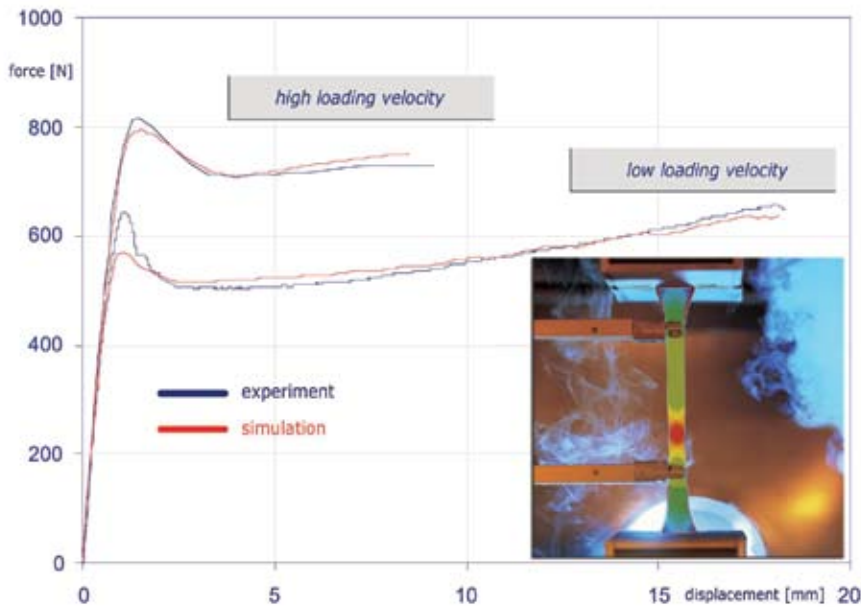 1000
force [N]
high loading velocity
800
low loading velocity
600
400
experiment
simulation
200
0
0 5 10 15 displacement [mm] 20